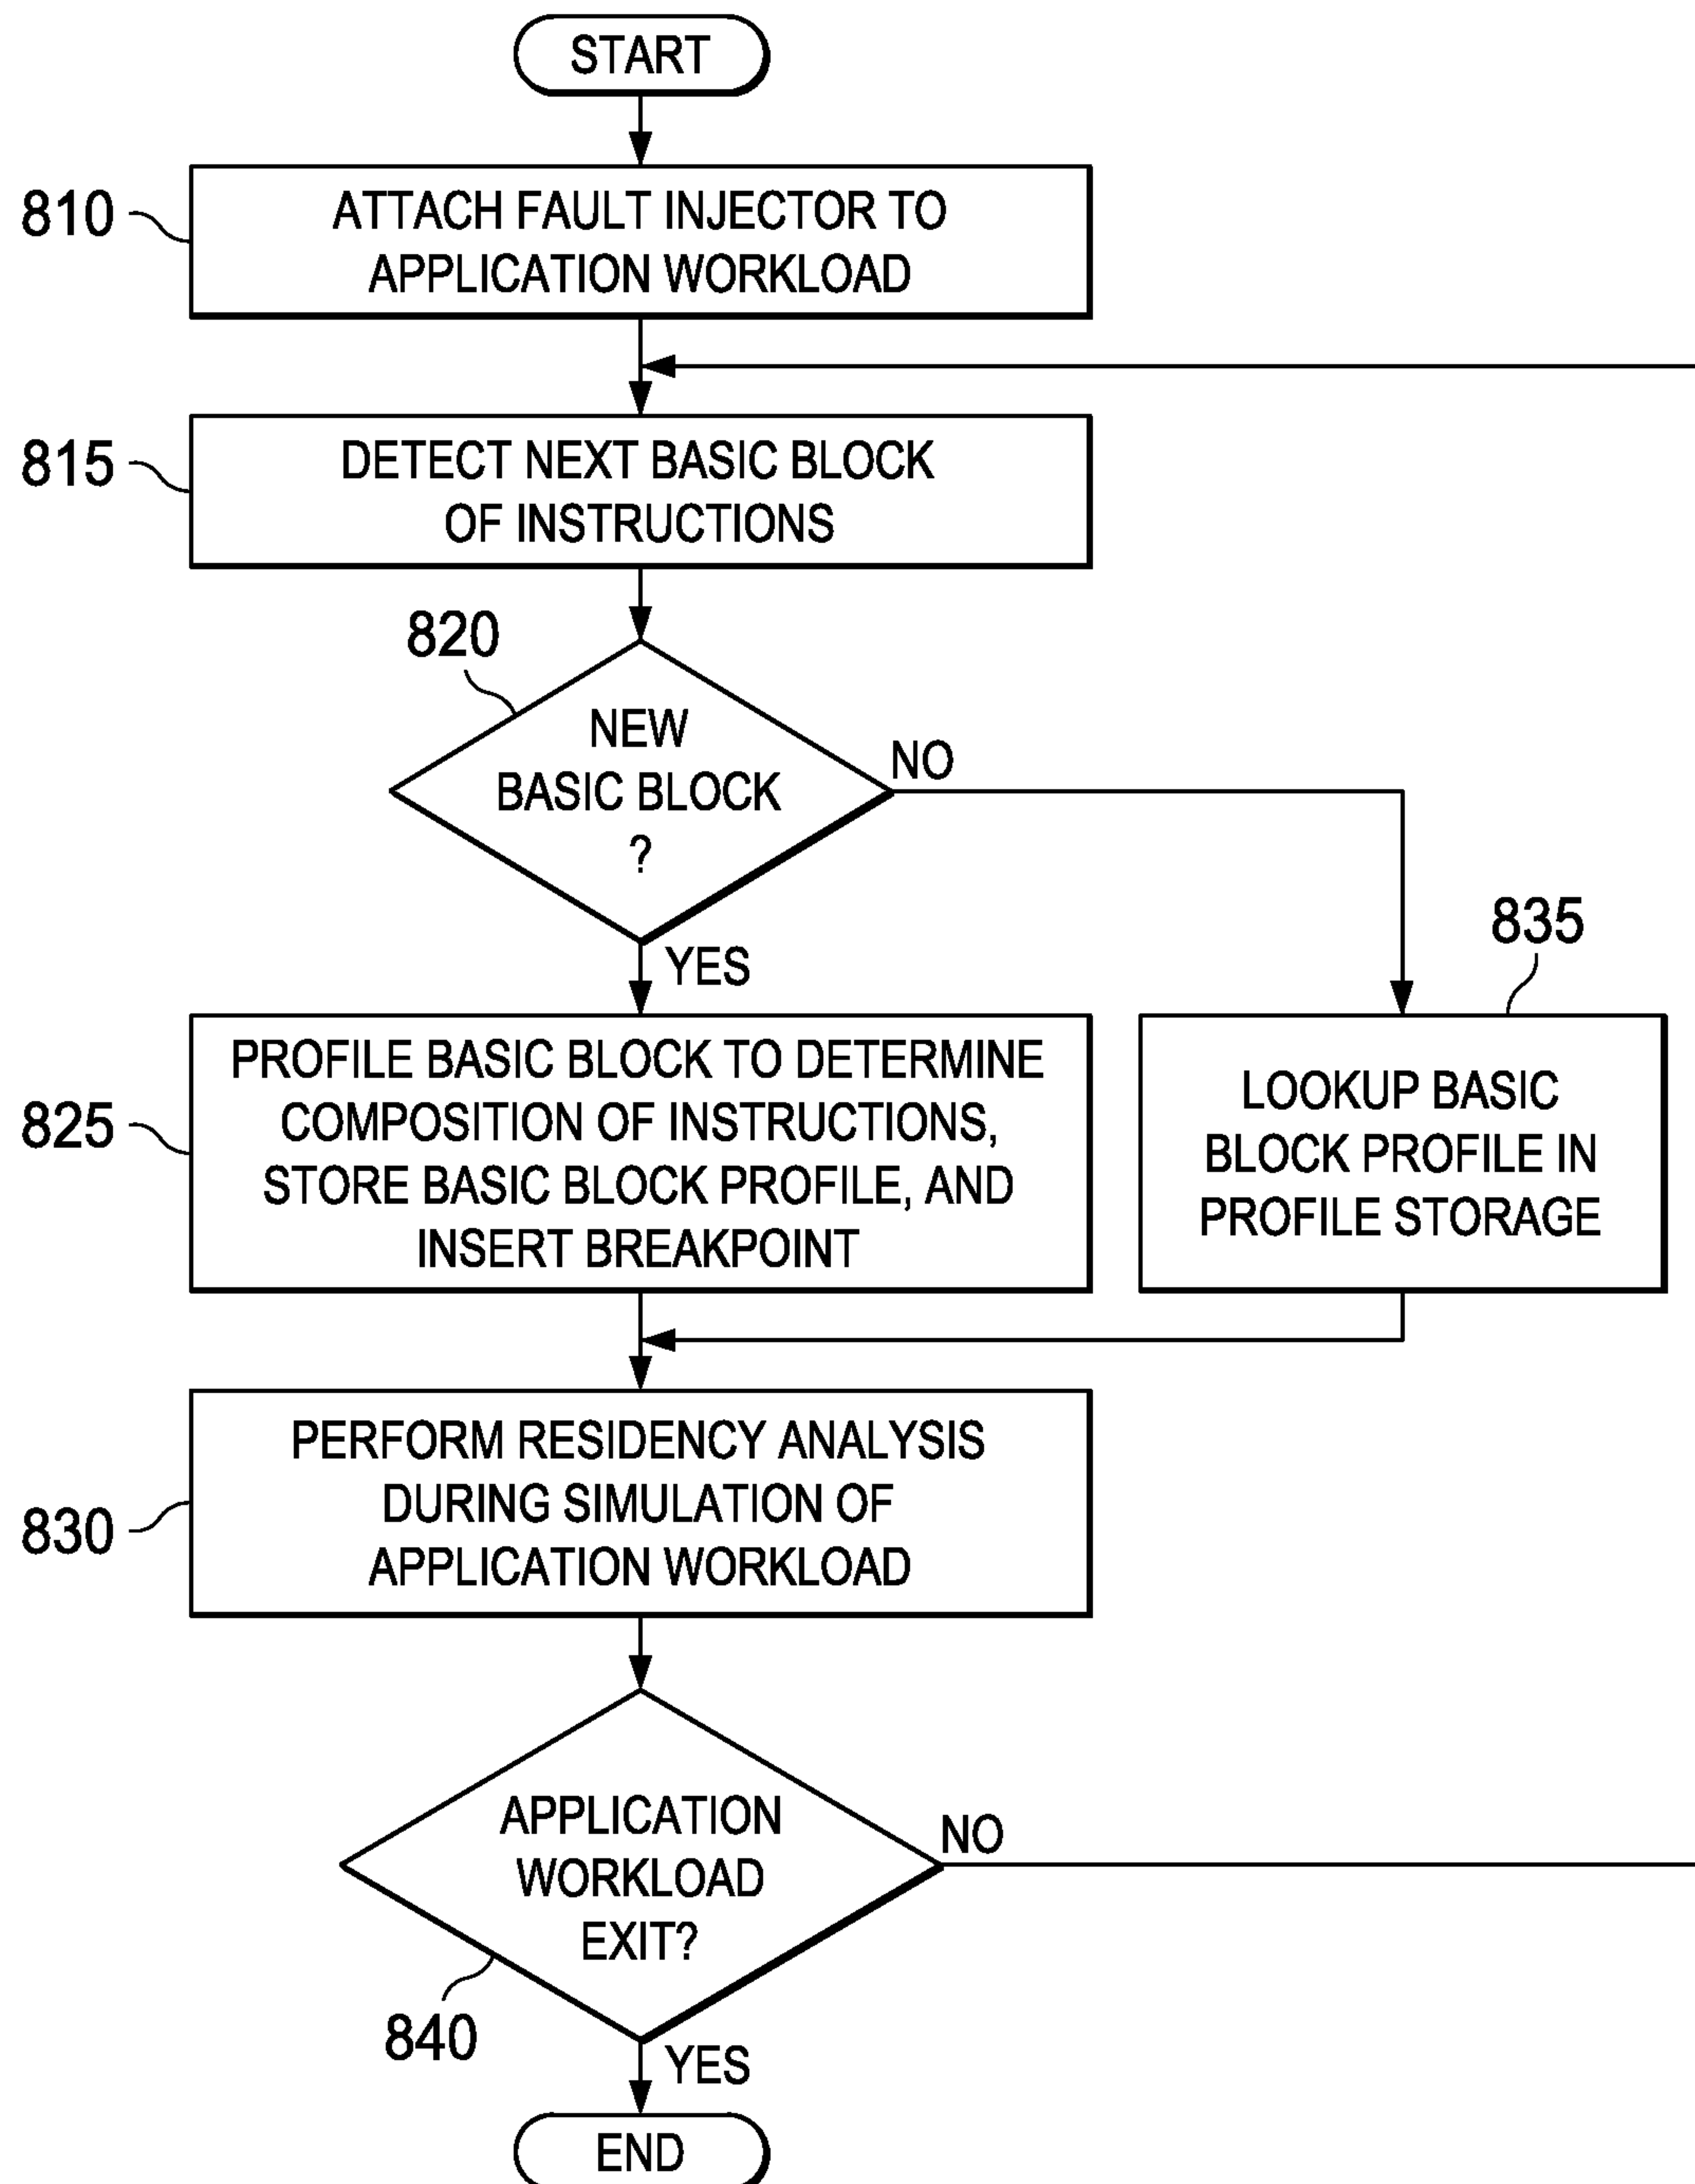 START
810
ATTACH FAULT INJECTOR TO
APPLICATION WORKLOAD
815
DETECT NEXT BASIC BLOCK
OF INSTRUCTIONS
820
NEW
BASIC BLOCK
?
NO
YES
825
PROFILE BASIC BLOCK TO DETERMINE
COMPOSITION OF INSTRUCTIONS,
STORE BASIC BLOCK PROFILE, AND
INSERT BREAKPOINT
835
LOOKUP BASIC
BLOCK PROFILE IN
PROFILE STORAGE
830
PERFORM RESIDENCY ANALYSIS
DURING SIMULATION OF
APPLICATION WORKLOAD
APPLICATION
WORKLOAD
EXIT?
NO
840
YES
END